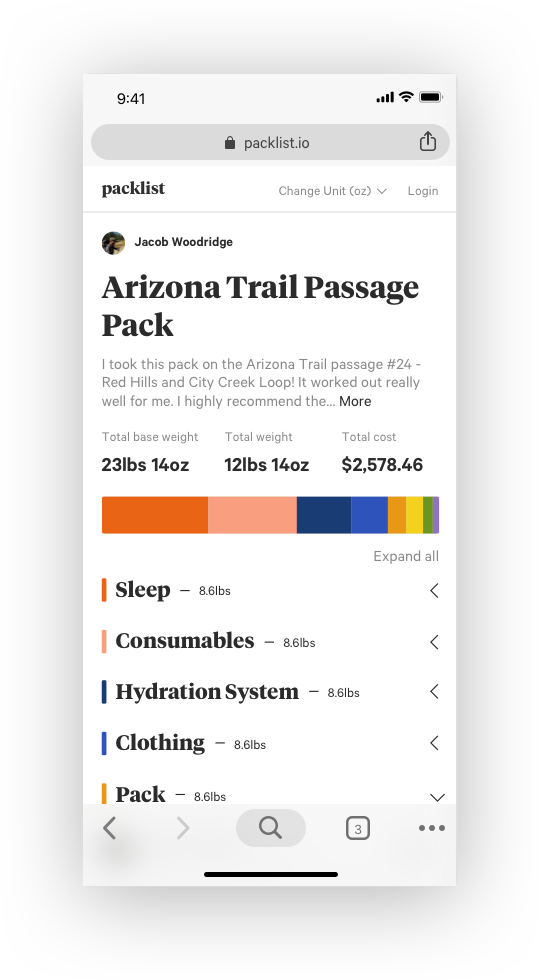 9:41
packlist.io
packlist
Change Unit (oz)
Login
Jacob Woodridge
Arizona Trail Passage
Pack
I took this pack on the Arizona Trail passage #24 -
Red Hills and City Creek Loop! It worked out really
well for me. I highly recommend the... More
Total base weight
Total weight
Total cost
23lbs 14oz
12lbs 14oz
$2,578.46
Expand all
Sleep — 8.6lbs
Consumables — 8.6lbs
Hydration System — 8.6lbs
Clothing — 8.6lbs
Pack — 8.6lbs
3